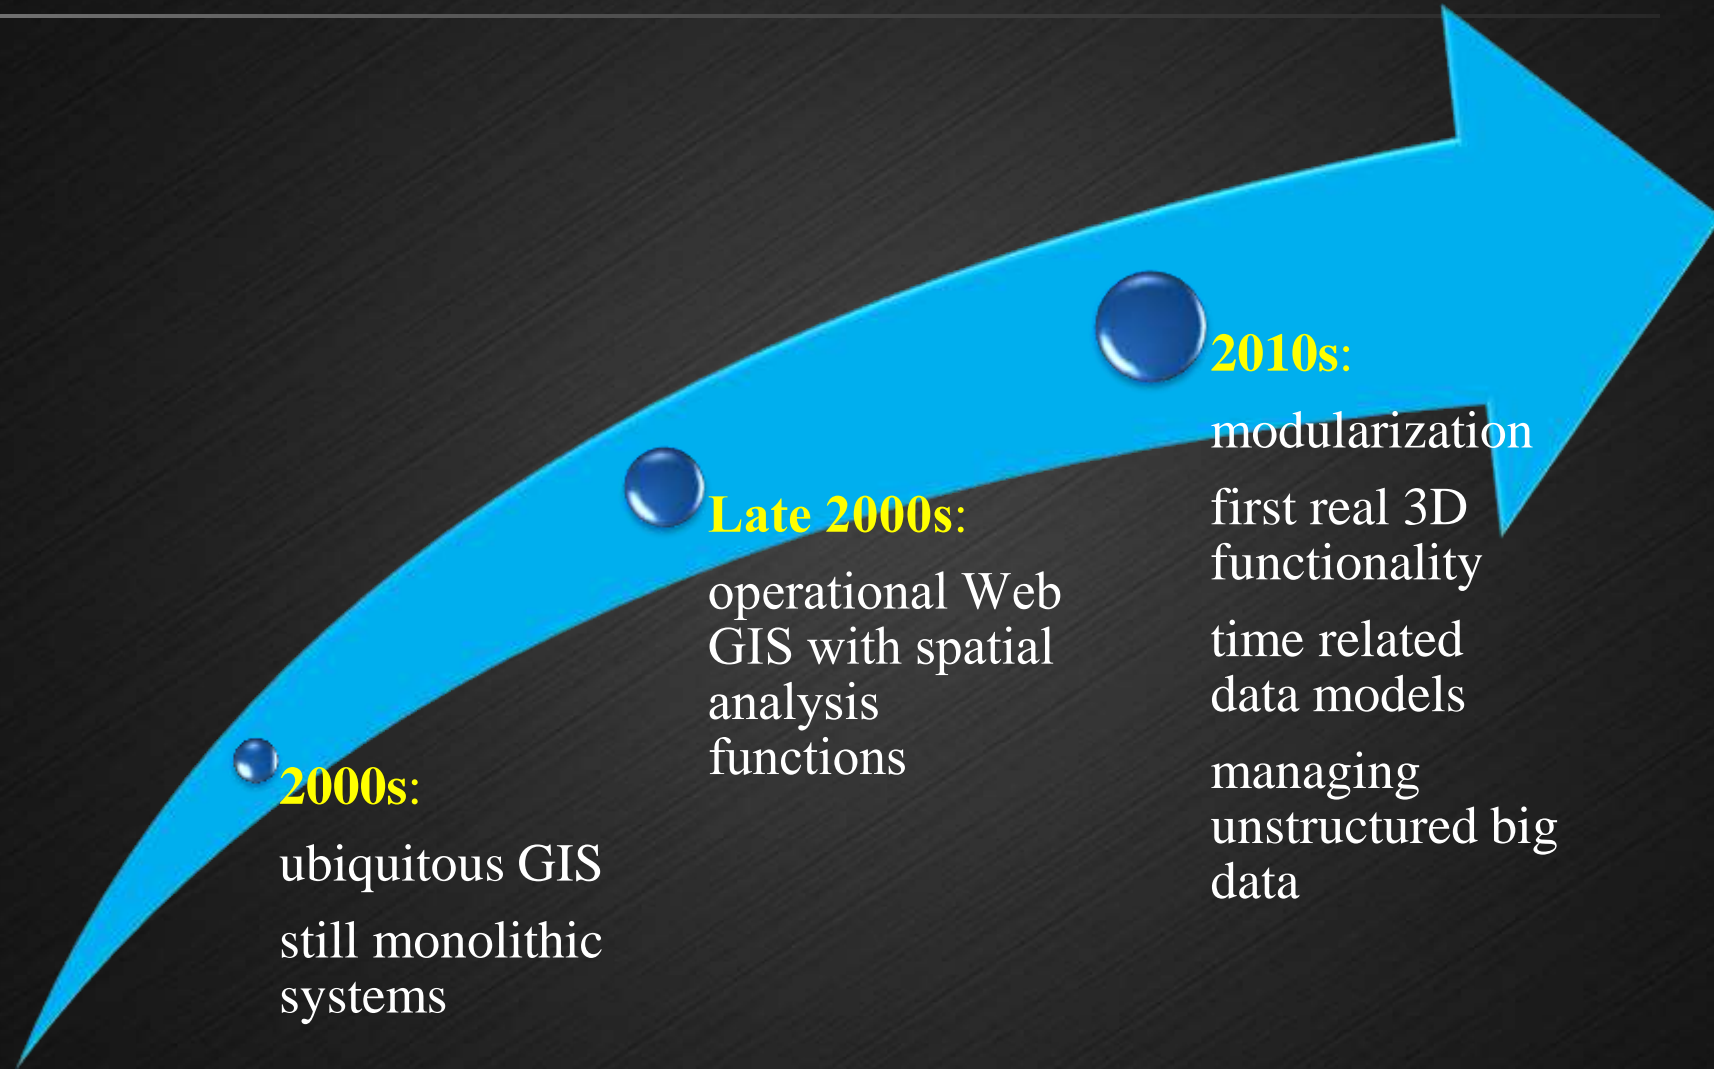 2000s:
ubiquitous GIS
still monolithic
systems
Late 2000s:
operational Web
GIS with spatial
analysis
functions
2010s:
modularization
first real 3D
functionality
time related
data models
managing
unstructured big
data